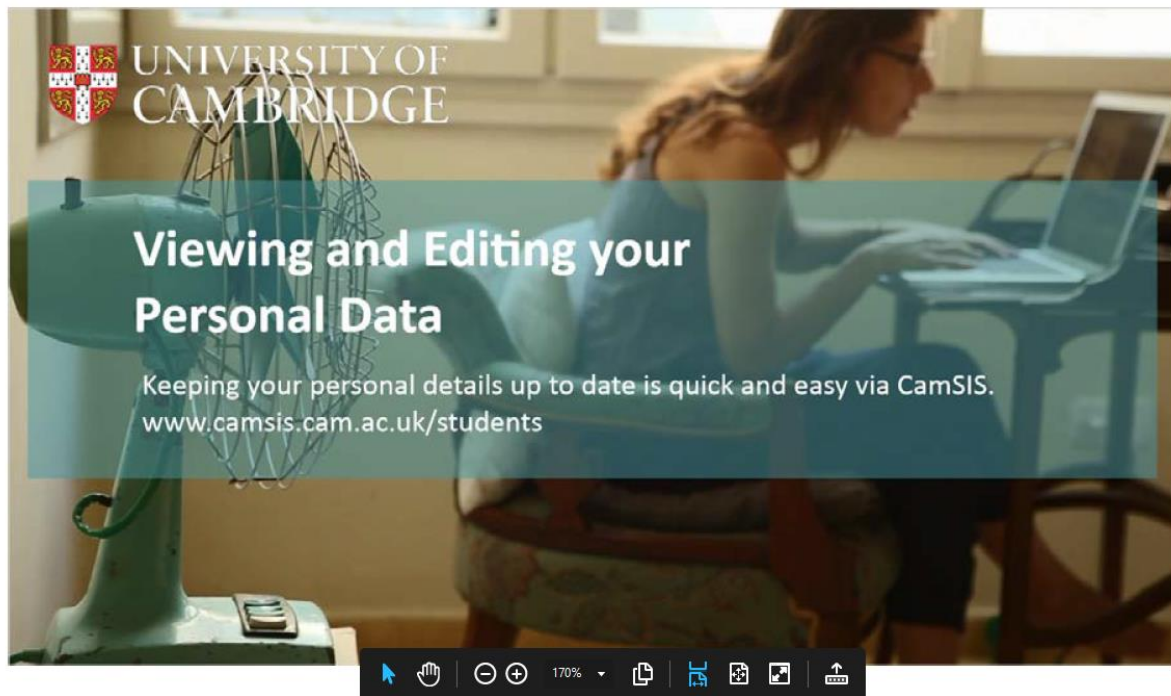 UNIVERSITY OF
CAMBRIDGE
Viewing and Editing your
Personal Data
Keeping your personal details up to date is quick and easy via CamSIS.
www.camsis.cam.ac.uk/students
170%